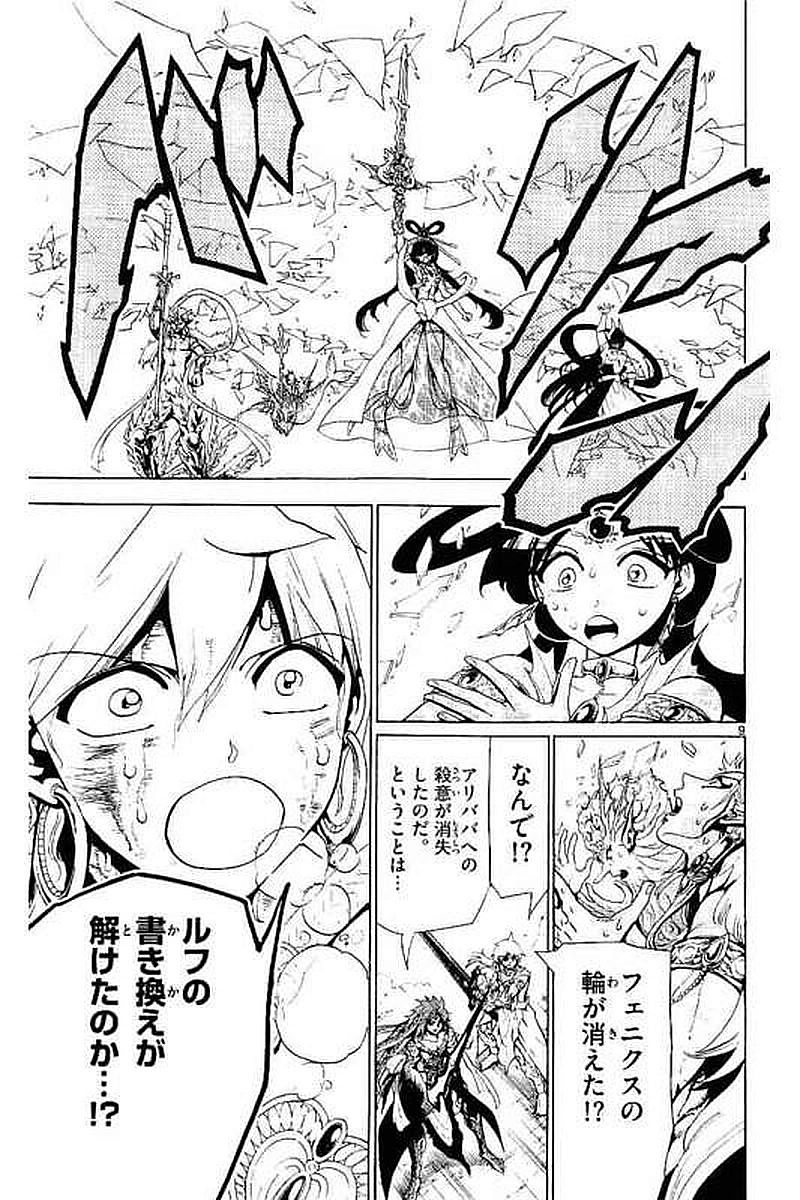 バリーン
9
フェニクスの
輪が消えた!?
なんで!?
アリババへの
殺意が消失
したのだ。
ということは…
ルフの
書き換えが
解けたのか…!?